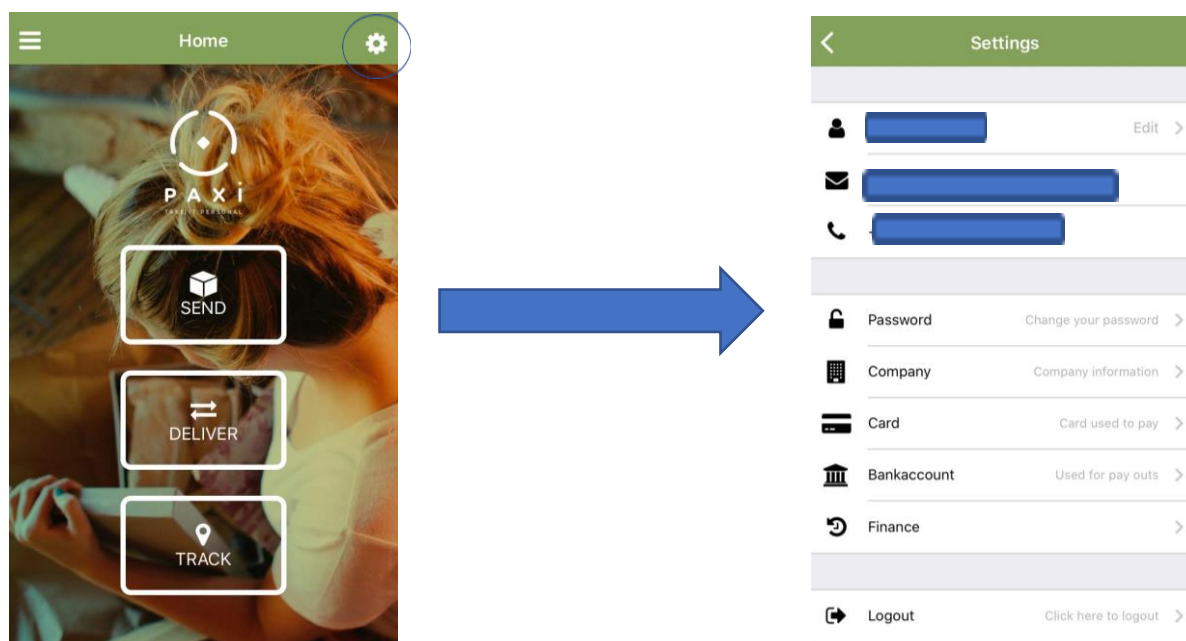 Home
PAXi
TAKE IT PERSONAL
SEND
DELIVER
TRACK
Settings
Edit
Password Change your password
Company Company information
Card Card used to pay
Bankaccount Used for pay outs
Finance
Logout Click here to logout